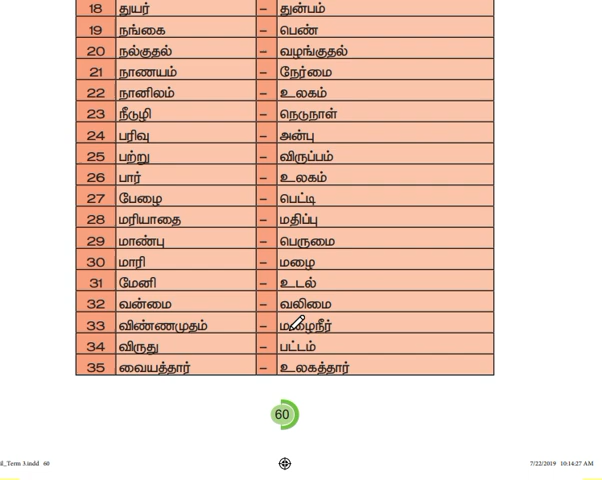 18 துயர் – துன்பம்
19 நங்கை – பெண்
20 நல்குதல் – வழங்குதல்
21 நாணயம் – நேர்மை
22 நானிலம் – உலகம்
23 நீடுழி – நெடுநாள்
24 பரிவு – அன்பு
25 பற்று – விருப்பம்
26 பார் – உலகம்
27 பேழை – பெட்டி
28 மரியாதை – மதிப்பு
29 மாண்பு – பெருமை
30 மாரி – மழை
31 மேனி – உடல்
32 வன்மை – வலிமை
33 விண்ணமுதம் – மழைநீர்
34 விருது – பட்டம்
35 வையத்தார் – உலகத்தார்
60
il_Term 3.indd 60 7/22/2019 10:14:27 AM